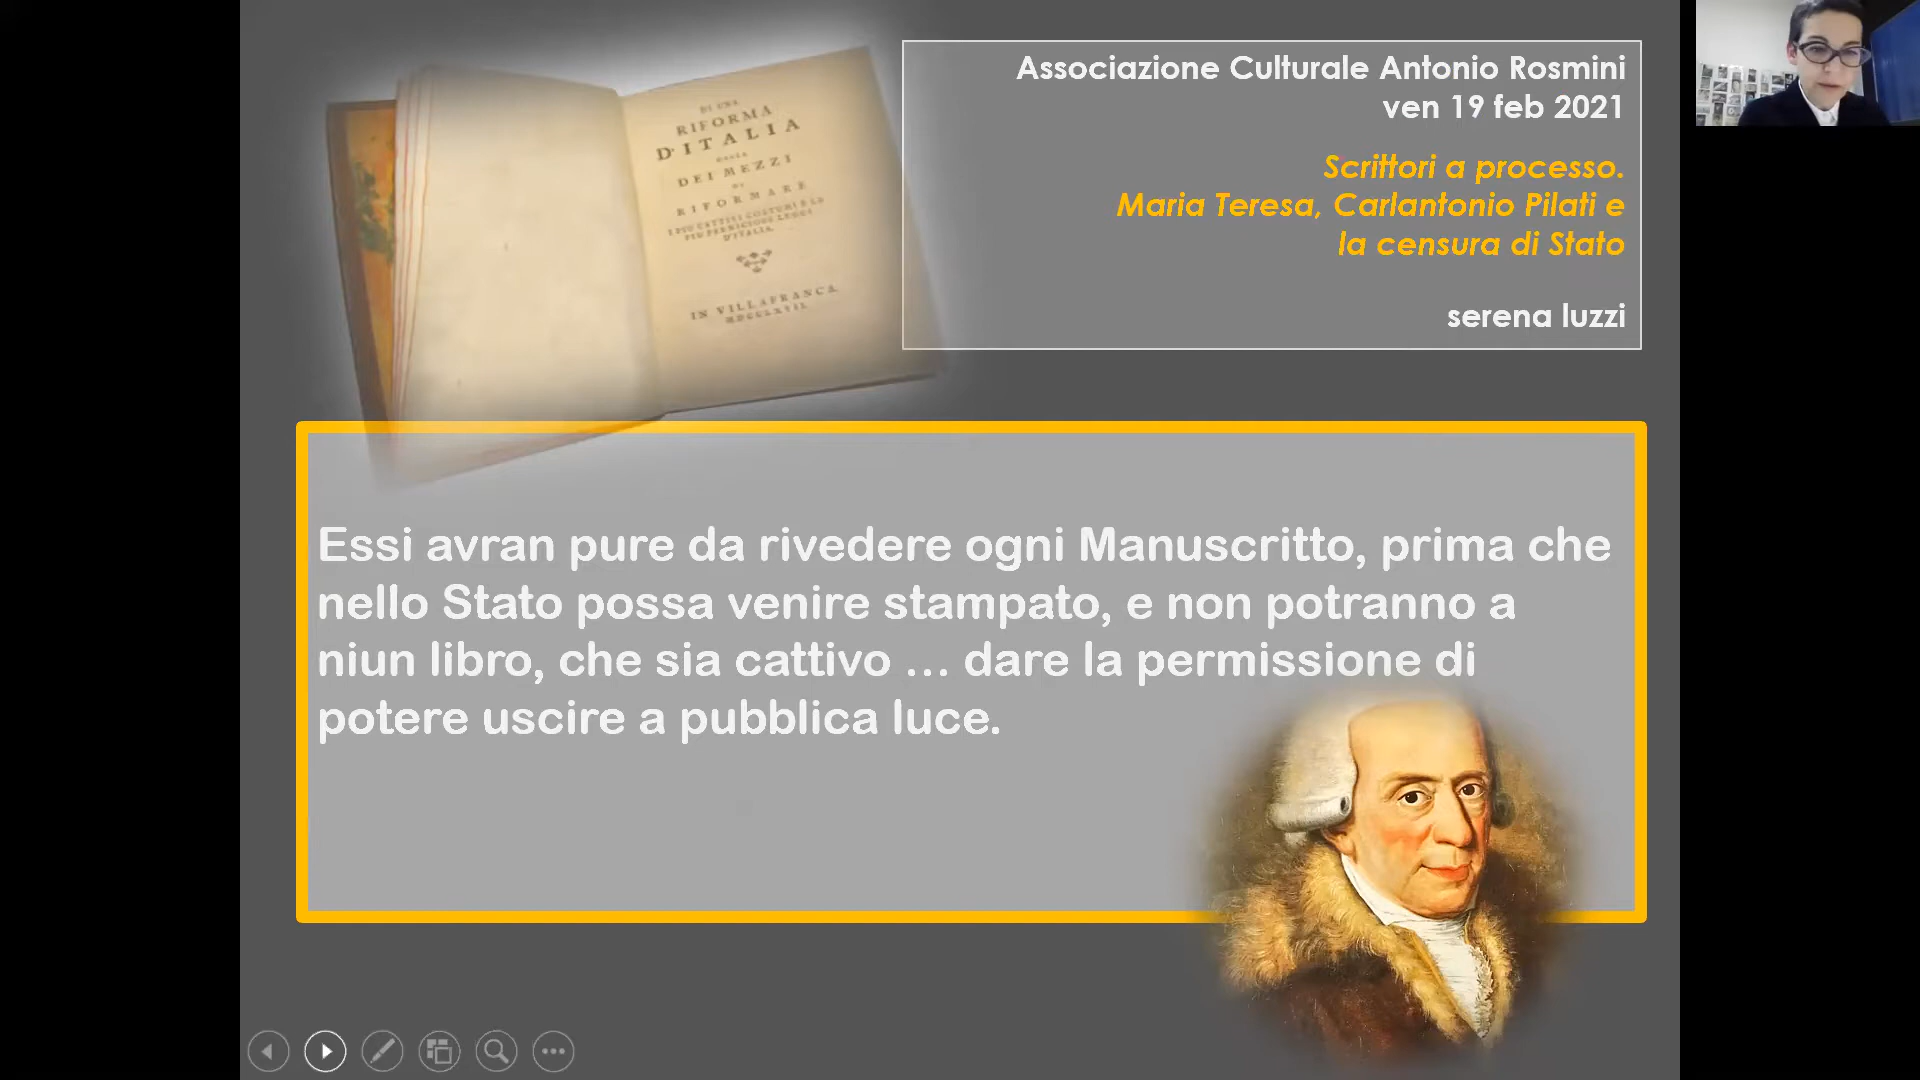 DI UNA
RIFORMA
D'ITALIA
OSSIA
DEI MEZZI
DI
RIFORMARE
I PIÙ CATTIVI COSTUMI E LE
PIÙ PERNICIOSE LEGGI
D'ITALIA.
IN VILLAFRANCA
MDCCLXVII.
Associazione Culturale Antonio Rosmini
ven 19 feb 2021
Scrittori a processo.
Maria Teresa, Carlantonio Pilati e
la censura di Stato
serena luzzi
Essi avran pure da rivedere ogni Manuscritto, prima che
nello Stato possa venire stampato, e non potranno a
niun libro, che sia cattivo … dare la permissione di
potere uscire a pubblica luce.